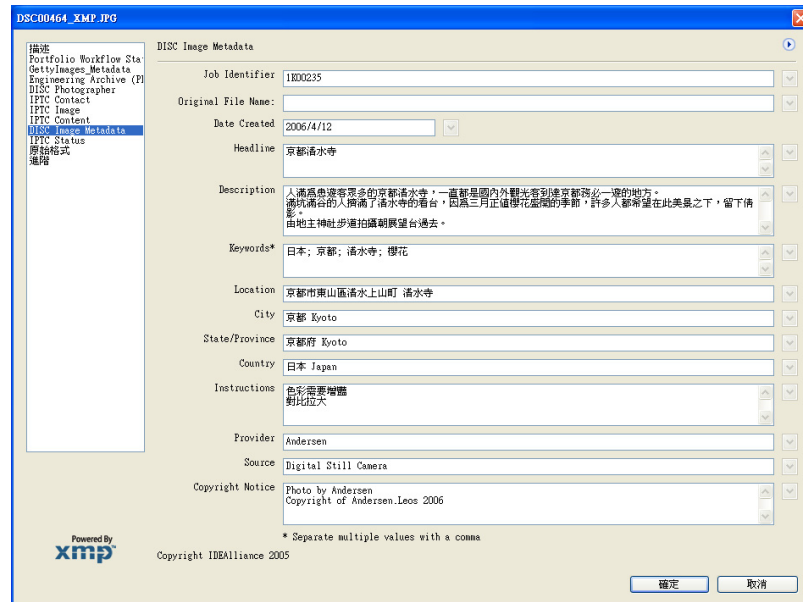 DSC00464_XMP.JPG
描述
Portfolio Workflow Sta
GettyImages_Metadata
Engineering Archive (Pl
DISC Photographer
IPTC Contact
IPTC Image
IPTC Content
DISC Image Metadata
IPTC Status
原始格式
進階
DISC Image Metadata
Job Identifier 1K00235
Original File Name:
Date Created 2006/4/12
Headline 京都清水寺
Description 人滿為患遊客眾多的京都清水寺，一直都是國內外觀光客到達京都務必一遊的地方。
滿坑滿谷的人擠滿了清水寺的看台，因為三月正值櫻花盛開的季節，許多人都希望在此美景之下，留下倩
影。
由地主神社步道拍攝朝展望台過去。
Keywords* 日本; 京都; 清水寺; 櫻花
Location 京都市東山區清水上山町 清水寺
City 京都 Kyoto
State/Province 京都府 Kyoto
Country 日本 Japan
Instructions 色彩需要增豔
對比拉大
Provider Andersen
Source Digital Still Camera
Copyright Notice Photo by Andersen
Copyright of Andersen.Leos 2006
* Separate multiple values with a comma
Powered By
xmp™
Copyright IDEAlliance 2005
確定
取消